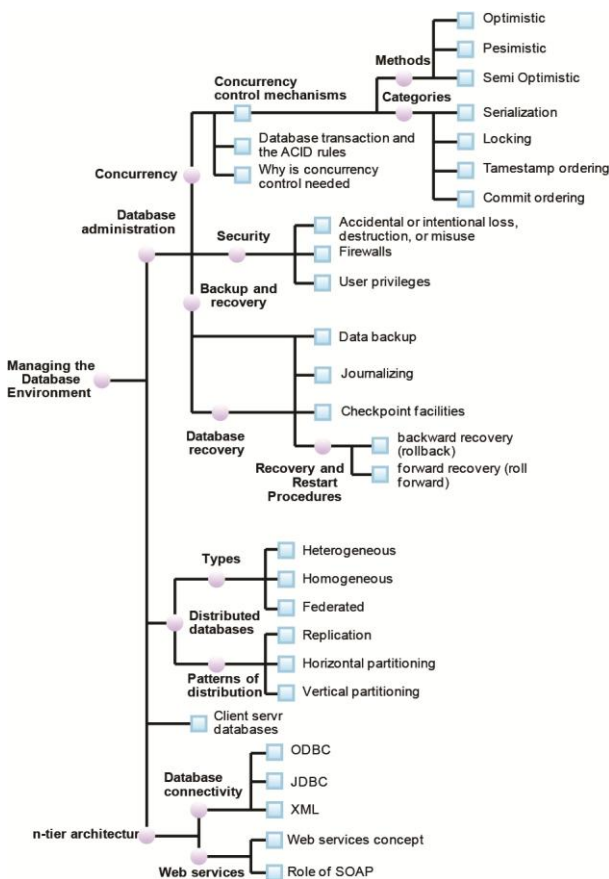 Optimistic
Pesimistic
Methods
Semi Optimistic
Concurrency
control mechanisms
Categories
Serialization
Locking
Tamestamp ordering
Commit ordering
Database transaction and
the ACID rules
Why is concurrency
control needed
Concurrency
Database
administration
Security
Accidental or intentional loss,
destruction, or misuse
Firewalls
User privileges
Backup and
recovery
Data backup
Journalizing
Checkpoint facilities
Database
recovery
Recovery and
Restart
Procedures
backward recovery
(rollback)
forward recovery (roll
forward)
Managing the
Database
Environment
Types
Heterogeneous
Homogeneous
Federated
Distributed
databases
Patterns of
distribution
Replication
Horizontal partitioning
Vertical partitioning
Client servr
databases
Database
connectivity
ODBC
JDBC
XML
n-tier architectur
Web services
Web services concept
Role of SOAP